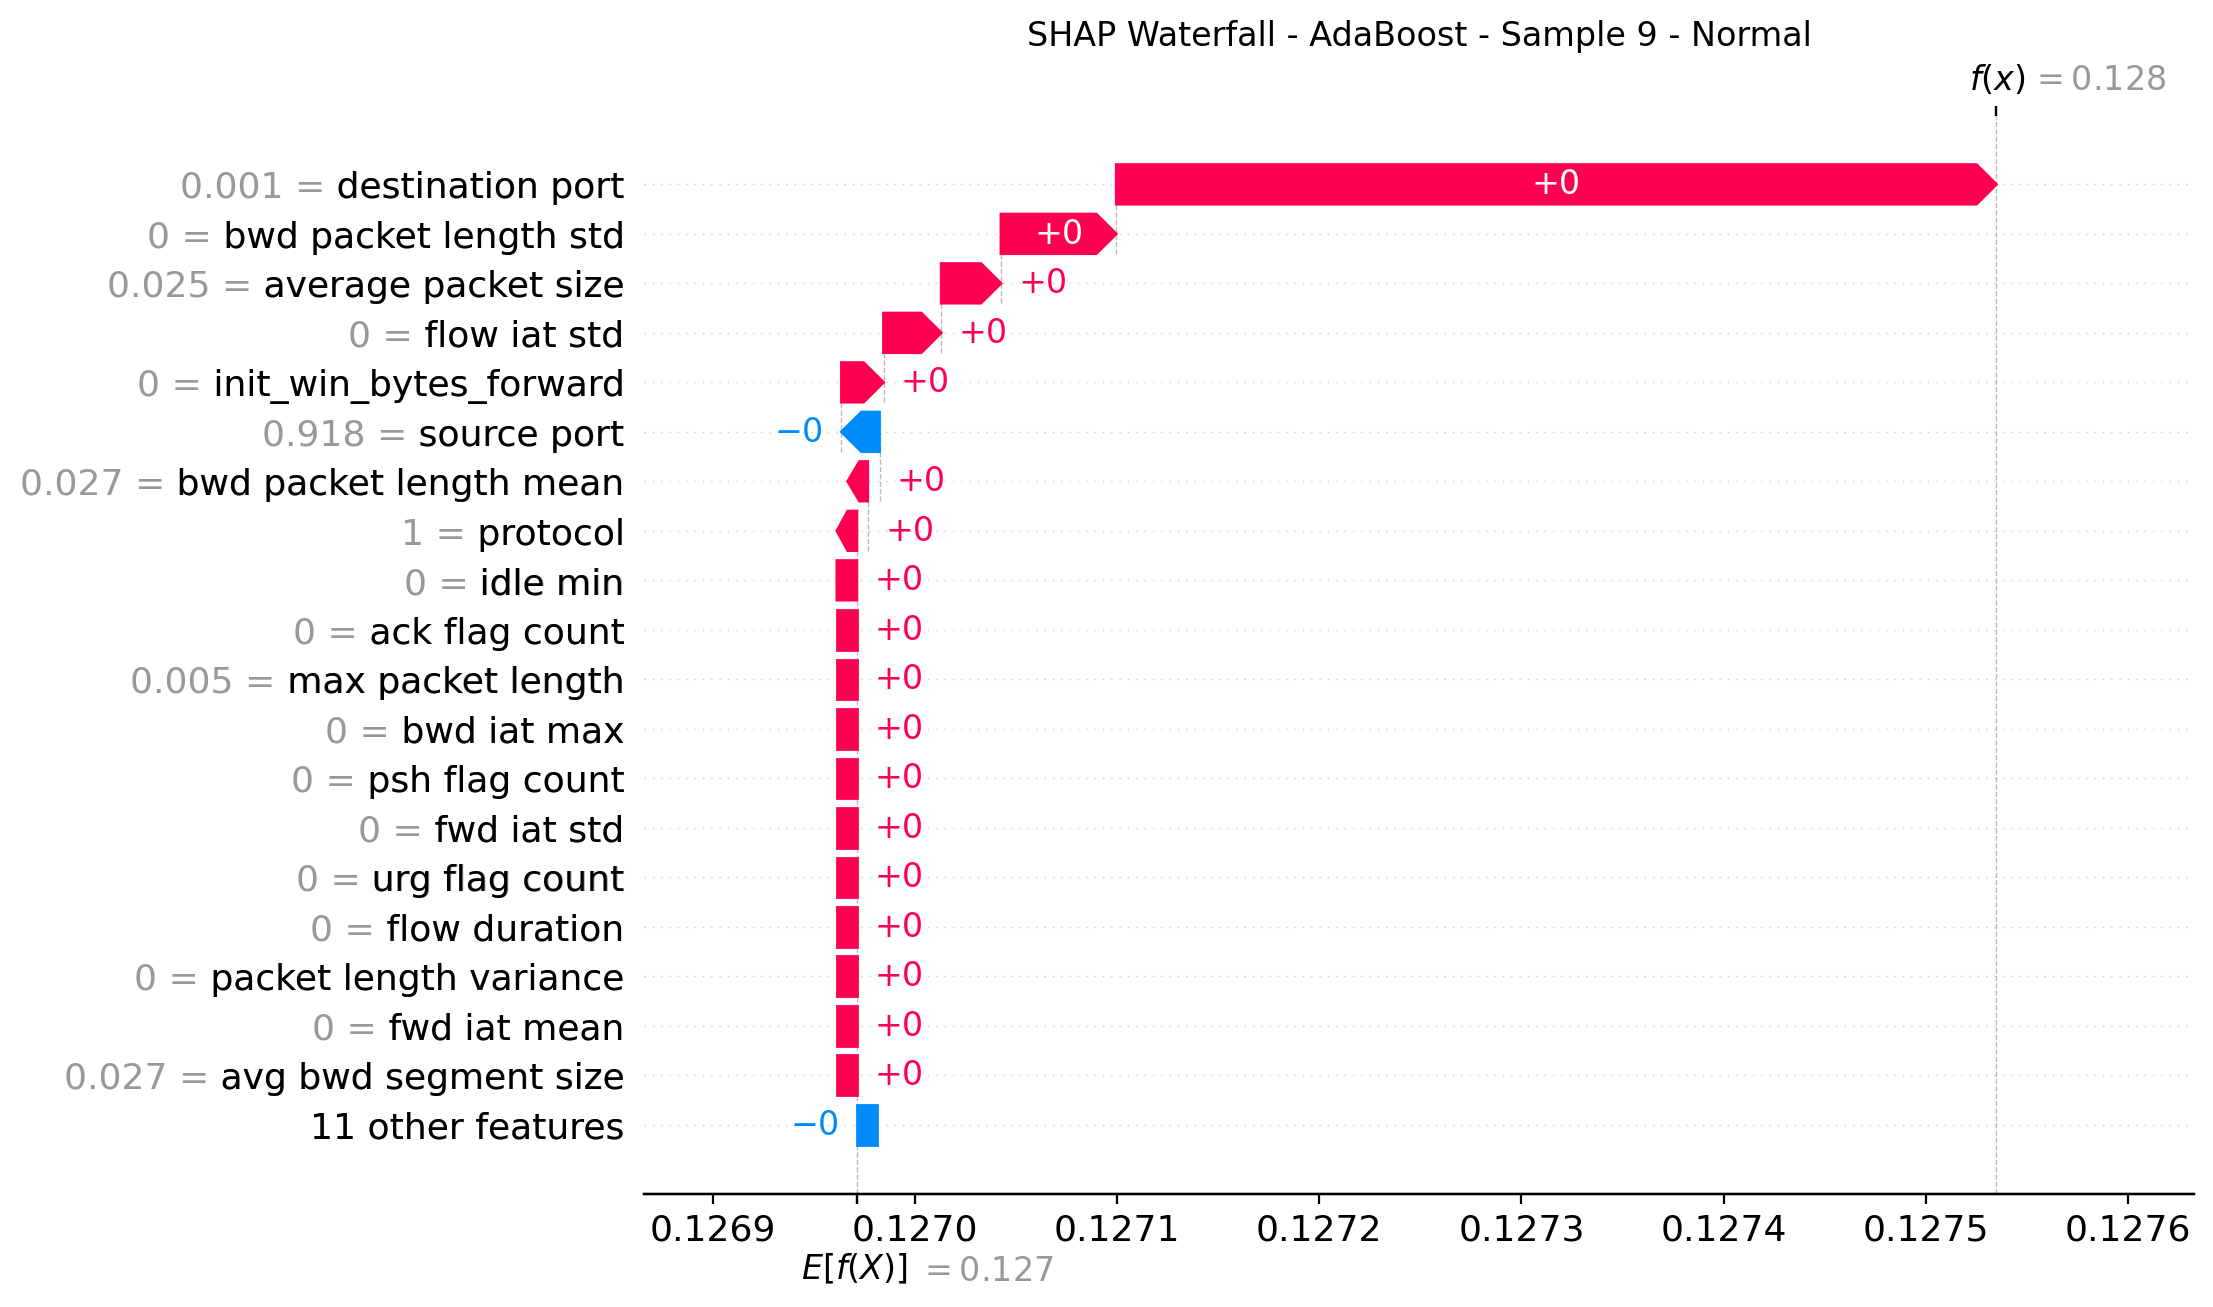 SHAP Waterfall - AdaBoost - Sample 9 - Normal
f(x) = 0.128
0.001 = destination port +0
0 = bwd packet length std +0
0.025 = average packet size +0
0 = flow iat std +0
0 = init_win_bytes_forward +0
0.918 = source port −0
0.027 = bwd packet length mean +0
1 = protocol +0
0 = idle min +0
0 = ack flag count +0
0.005 = max packet length +0
0 = bwd iat max +0
0 = psh flag count +0
0 = fwd iat std +0
0 = urg flag count +0
0 = flow duration +0
0 = packet length variance +0
0 = fwd iat mean +0
0.027 = avg bwd segment size +0
11 other features −0
0.1269 0.1270 0.1271 0.1272 0.1273 0.1274 0.1275 0.1276
E[f(X)] = 0.127